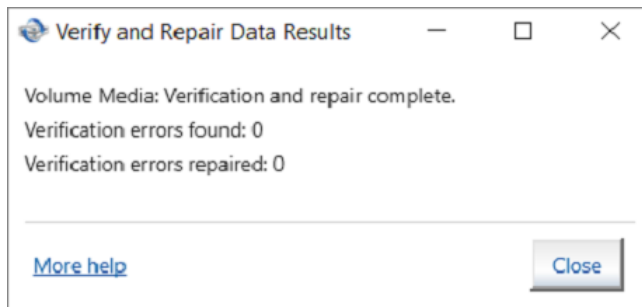 Verify and Repair Data Results
Volume Media: Verification and repair complete.
Verification errors found: 0
Verification errors repaired: 0
More help
Close